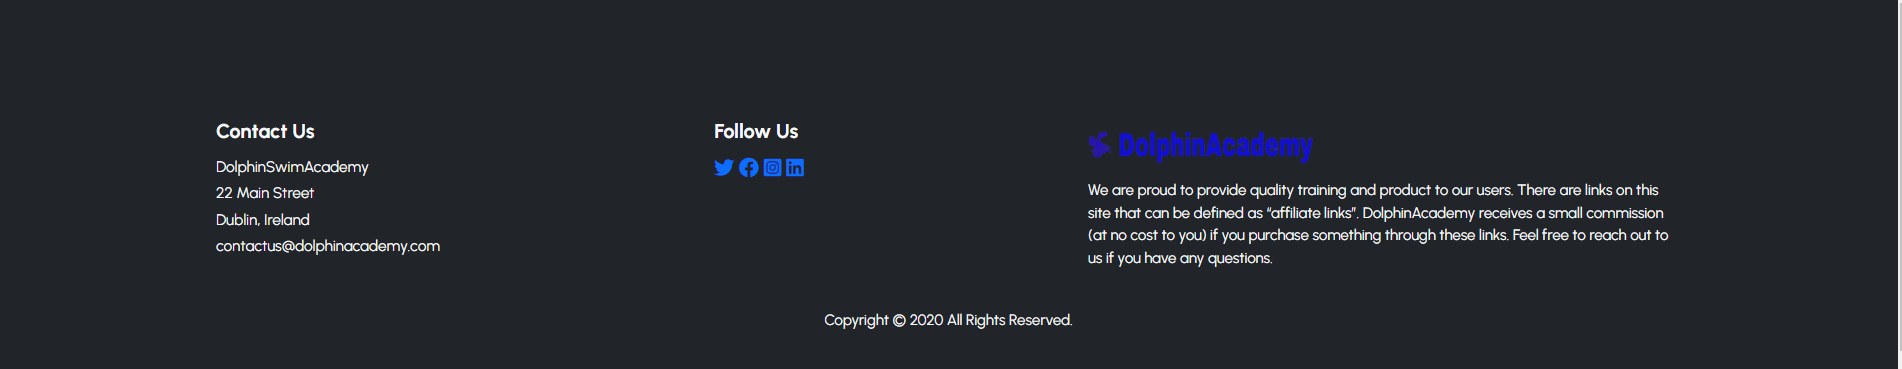 Contact Us
DolphinSwimAcademy
22 Main Street
Dublin, Ireland
contactus@dolphinacademy.com
Follow Us
DolphinAcademy
We are proud to provide quality training and product to our users. There are links on this
site that can be defined as “affiliate links”. DolphinAcademy receives a small commission
(at no cost to you) if you purchase something through these links. Feel free to reach out to
us if you have any questions.
Copyright © 2020 All Rights Reserved.